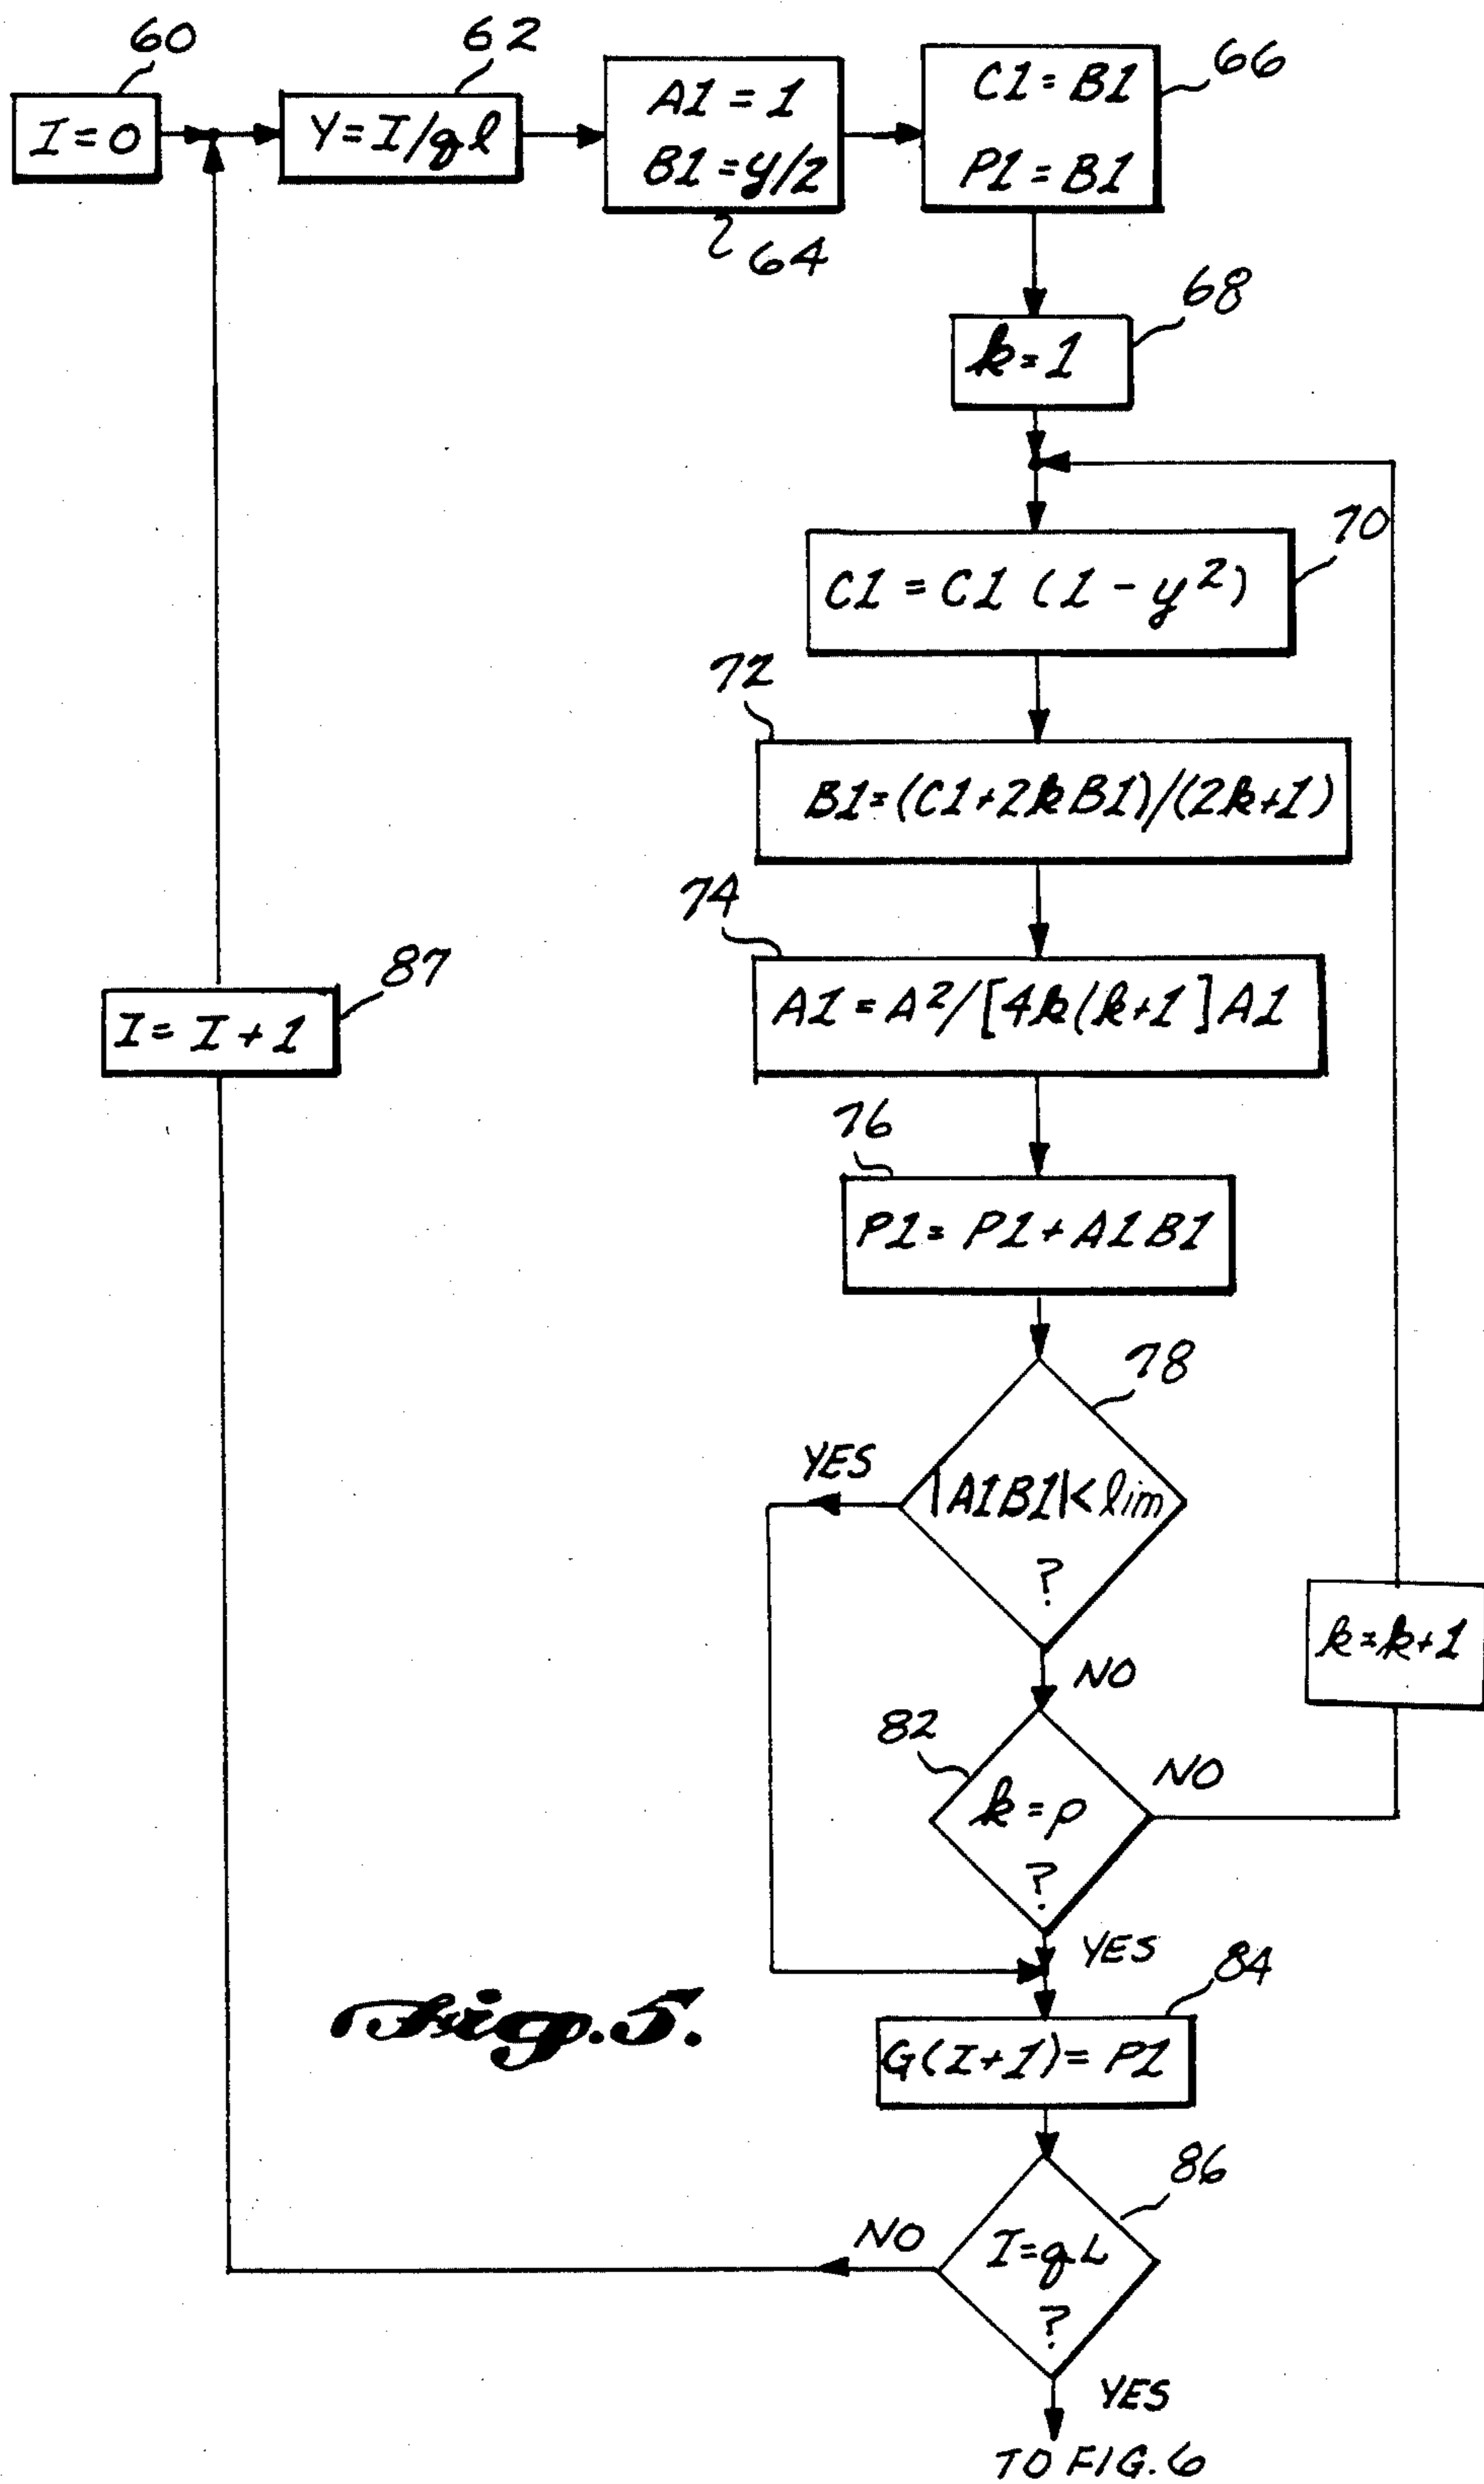 60
I=0
62
Y=I/ql
A1 = 1
B1=y/2
64
C1=B1
P1=B1
66
68
k=1
70
C1 = C1 (1 - y²)
72
B1=(C1+2kB1)/(2k+1)
74
A1 = A²/[4k(k+1]A1
87
I= I+1
76
P1= P1+A1B1
78
YES
|A1B1|< lim
?
NO
k=k+1
82
k=p
?
NO
YES
84
G(I+1)= P1
Fig. 5.
86
NO
I=qL
?
YES
TO FIG. 6